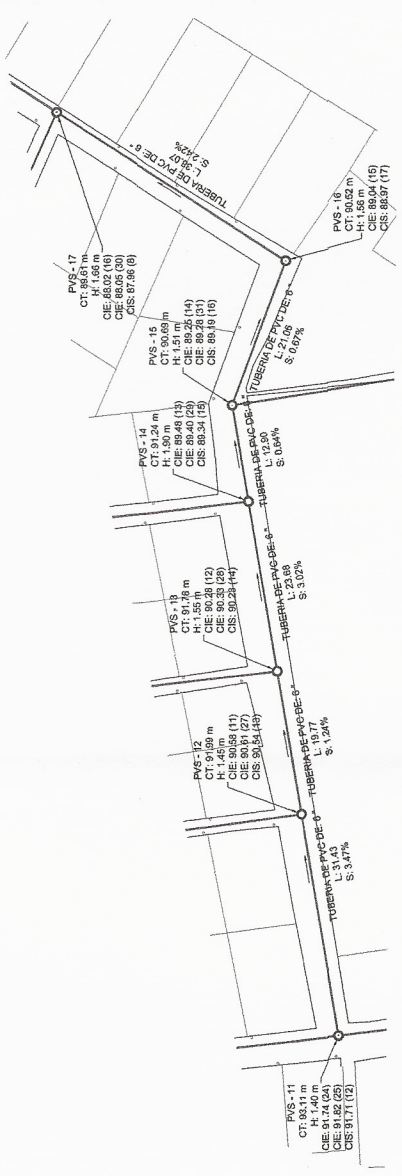 PVS - 11
CT: 93,11 m
H: 1.40 m
CIE: 91.74 (24)
CIE: 91.82 (25)
CIS: 91.71 (12)
TUBERIA DE PVC DE: 6 "
L: 31.43
S: 3.47%
PVS - 12
CT: 91,99 m
H: 1.45 m
CIE: 90.58 (11)
CIE: 90.61 (27)
CIS: 90.54 (13)
TUBERIA DE PVC DE: 6 "
L: 19.77
S: 1.24%
PVS - 13
CT: 91,78 m
H: 1.55 m
CIE: 90.28 (12)
CIE: 90.33 (28)
CIS: 90.23 (14)
TUBERIA DE PVC DE: 6 "
L: 23.68
S: 3.02%
PVS - 14
CT: 91,24 m
H: 1.90 m
CIE: 89.48 (13)
CIE: 89.40 (29)
CIS: 89.34 (15)
TUBERIA DE PVC DE: 6 "
L: 12.90
S: 0.64%
PVS - 15
CT: 90.69 m
H: 1.51 m
CIE: 89.25 (14)
CIE: 89.28 (31)
CIS: 89.19 (16)
TUBERIA DE PVC DE: 6 "
L: 21.06
S: 0.67%
PVS - 16
CT: 90.52 m
H: 1.56 m
CIE: 89.04 (15)
CIS: 88.97 (17)
TUBERIA DE PVC DE: 6 "
L: 38.07
S: 2.42%
PVS - 17
CT: 89.61 m
H: 1.66 m
CIE: 88.02 (16)
CIE: 88.05 (30)
CIS: 87.96 (8)